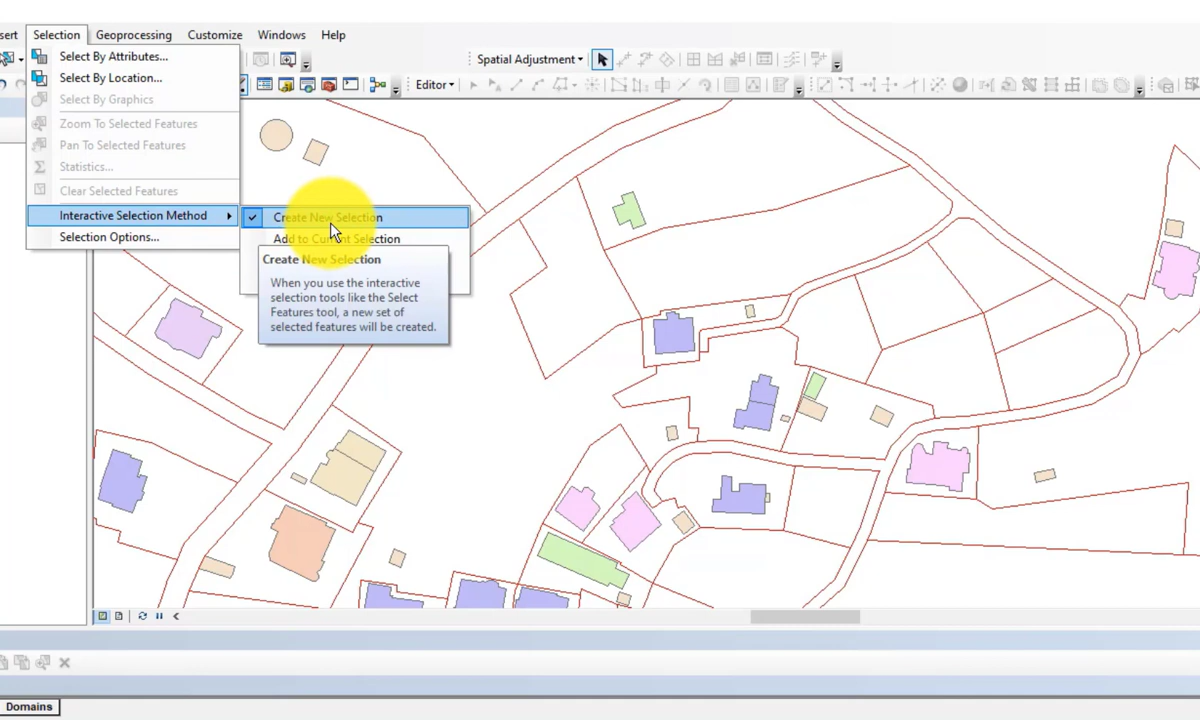 sert Selection Geoprocessing Customize Windows Help
Select By Attributes...
Spatial Adjustment
Select By Location...
Editor
Select By Graphics
Zoom To Selected Features
Pan To Selected Features
Statistics...
Clear Selected Features
Interactive Selection Method
Create New Selection
Selection Options...
Add to Current Selection
Create New Selection
When you use the interactive
selection tools like the Select
Features tool, a new set of
selected features will be created.
Domains